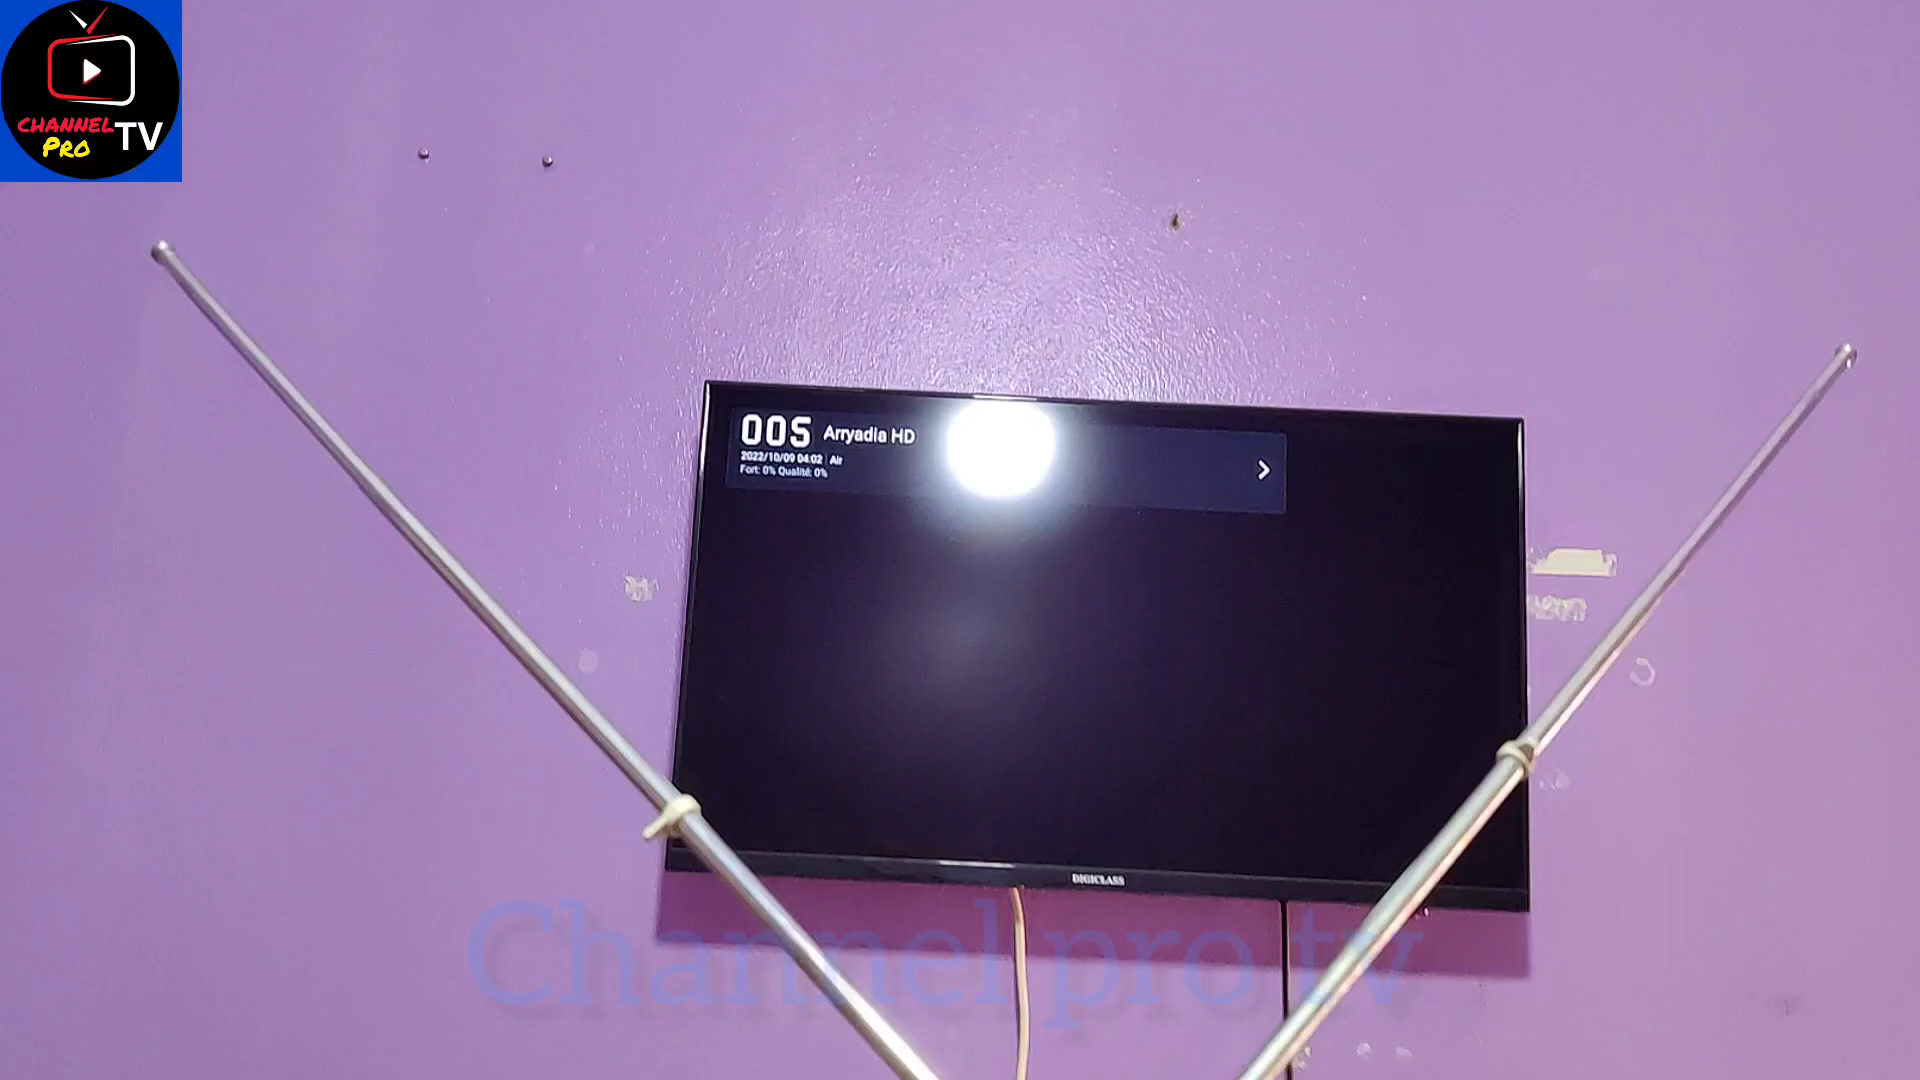 CHANNEL
PRO TV
005 Arryadia HD
2022/10/09 04:02 Air
Fort: 0% Qualité: 0%
DIGICLASS
Channel pro tv